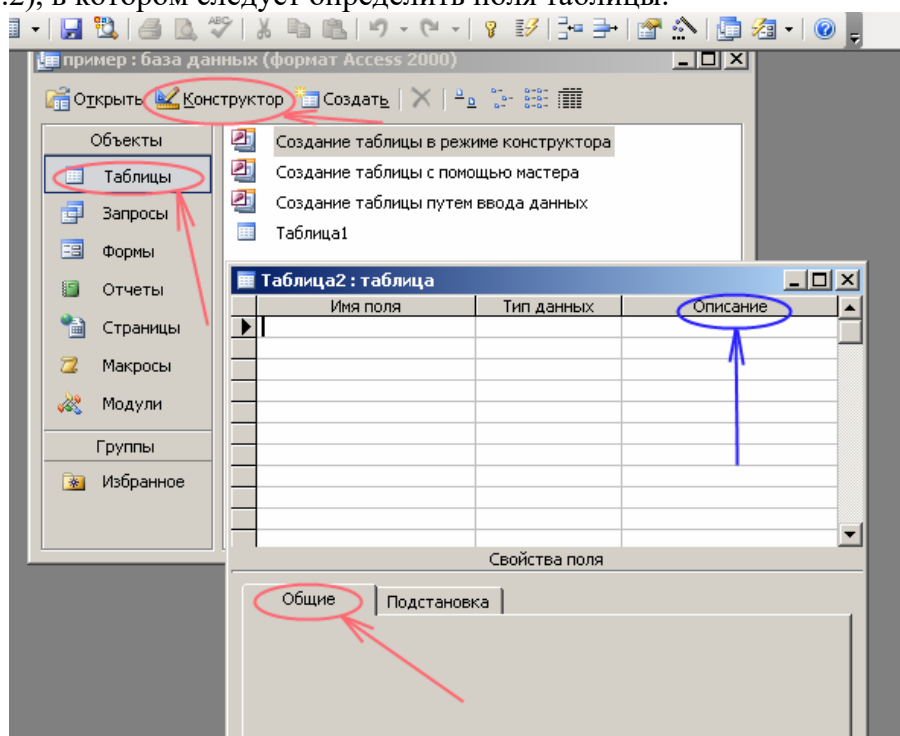 .2), в котором следует определить поля таблицы.
пример : база данных (формат Access 2000)
Открыть Конструктор Создать
Объекты
Таблицы
Запросы
Формы
Отчеты
Страницы
Макросы
Модули
Группы
Избранное
Создание таблицы в режиме конструктора
Создание таблицы с помощью мастера
Создание таблицы путем ввода данных
Таблица1
Таблица2 : таблица
Имя поля Тип данных Описание
Свойства поля
Общие Подстановка